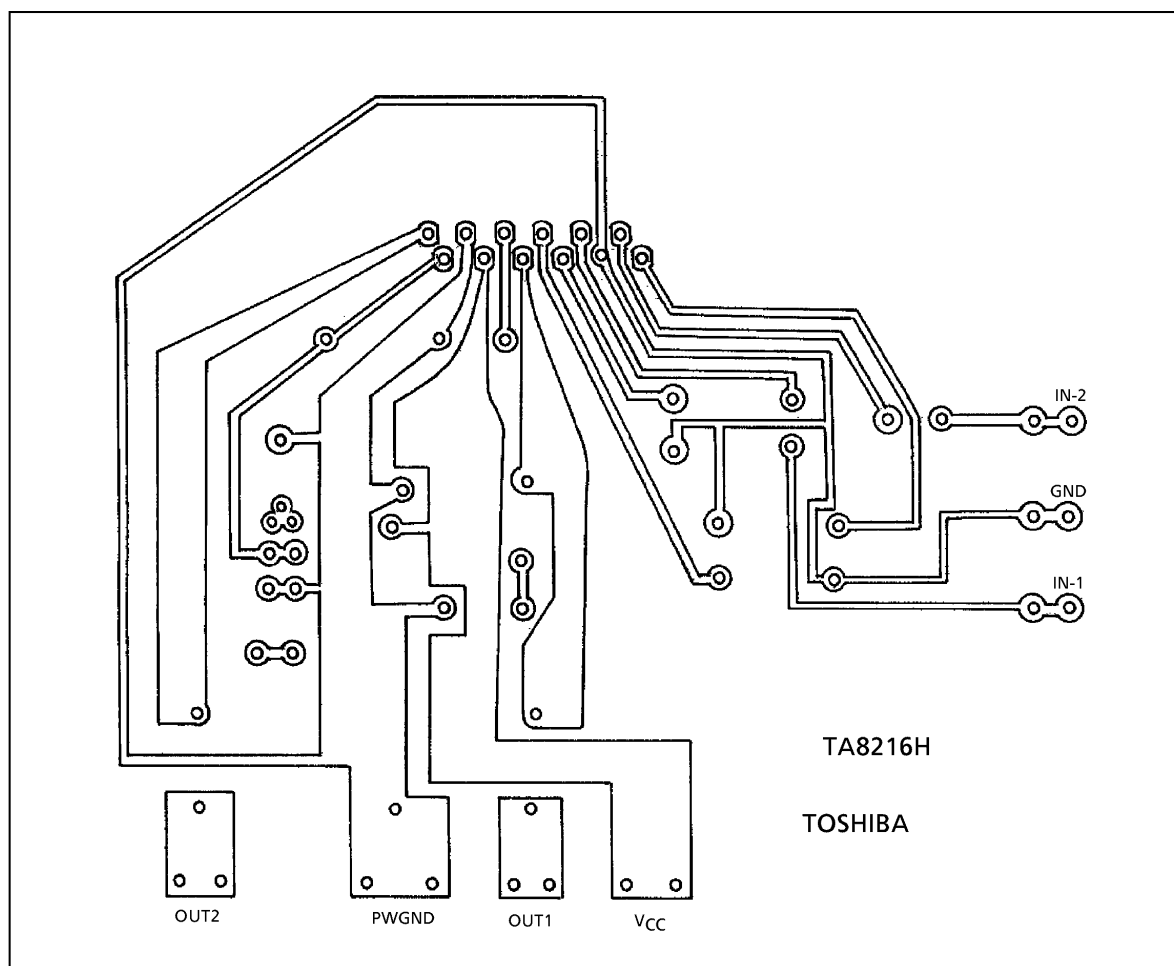 IN-2
GND
IN-1
TA8216H
TOSHIBA
OUT2
PWGND
OUT1
VCC